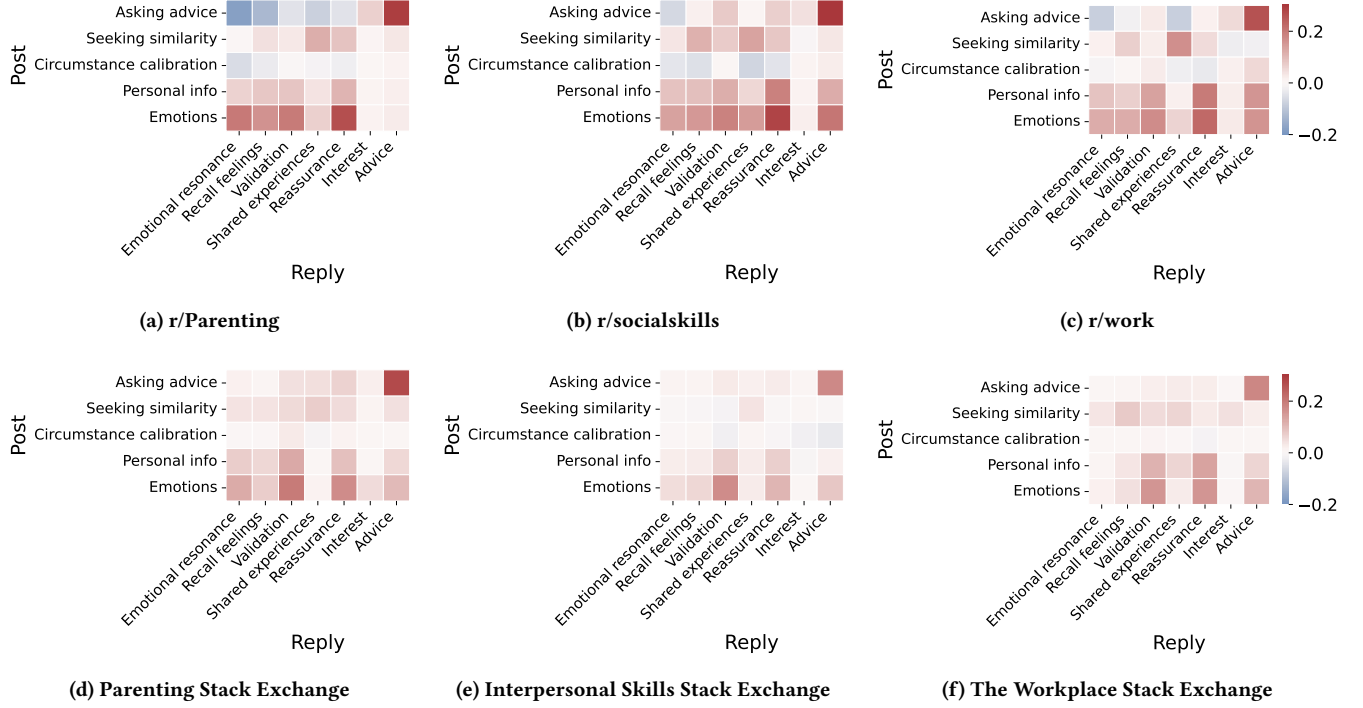 Post
Asking advice
Seeking similarity
Circumstance calibration
Personal info
Emotions
Emotional resonance
Recall feelings
Validation
Shared experiences
Reassurance
Interest
Advice
Reply
(a) r/Parenting
Post
Asking advice
Seeking similarity
Circumstance calibration
Personal info
Emotions
Emotional resonance
Recall feelings
Validation
Shared experiences
Reassurance
Interest
Advice
Reply
(b) r/socialskills
Post
Asking advice
Seeking similarity
Circumstance calibration
Personal info
Emotions
Emotional resonance
Recall feelings
Validation
Shared experiences
Reassurance
Interest
Advice
Reply
0.2
0.0
−0.2
(c) r/work
Post
Asking advice
Seeking similarity
Circumstance calibration
Personal info
Emotions
Emotional resonance
Recall feelings
Validation
Shared experiences
Reassurance
Interest
Advice
Reply
(d) Parenting Stack Exchange
Post
Asking advice
Seeking similarity
Circumstance calibration
Personal info
Emotions
Emotional resonance
Recall feelings
Validation
Shared experiences
Reassurance
Interest
Advice
Reply
(e) Interpersonal Skills Stack Exchange
Post
Asking advice
Seeking similarity
Circumstance calibration
Personal info
Emotions
Emotional resonance
Recall feelings
Validation
Shared experiences
Reassurance
Interest
Advice
Reply
0.2
0.0
−0.2
(f) The Workplace Stack Exchange